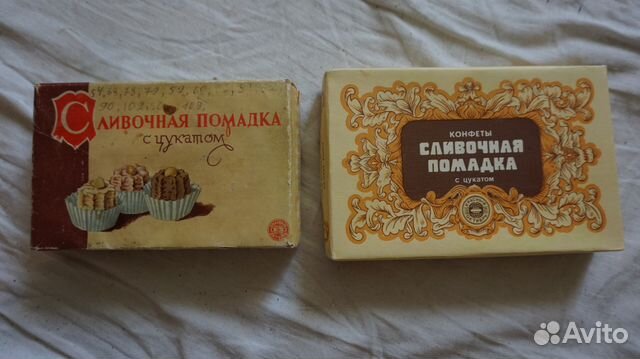 СЛИВОЧНАЯ ПОМАДКА
с цукатом
КОНФЕТЫ
СЛИВОЧНАЯ
ПОМАДКА
с цукатом
Avito